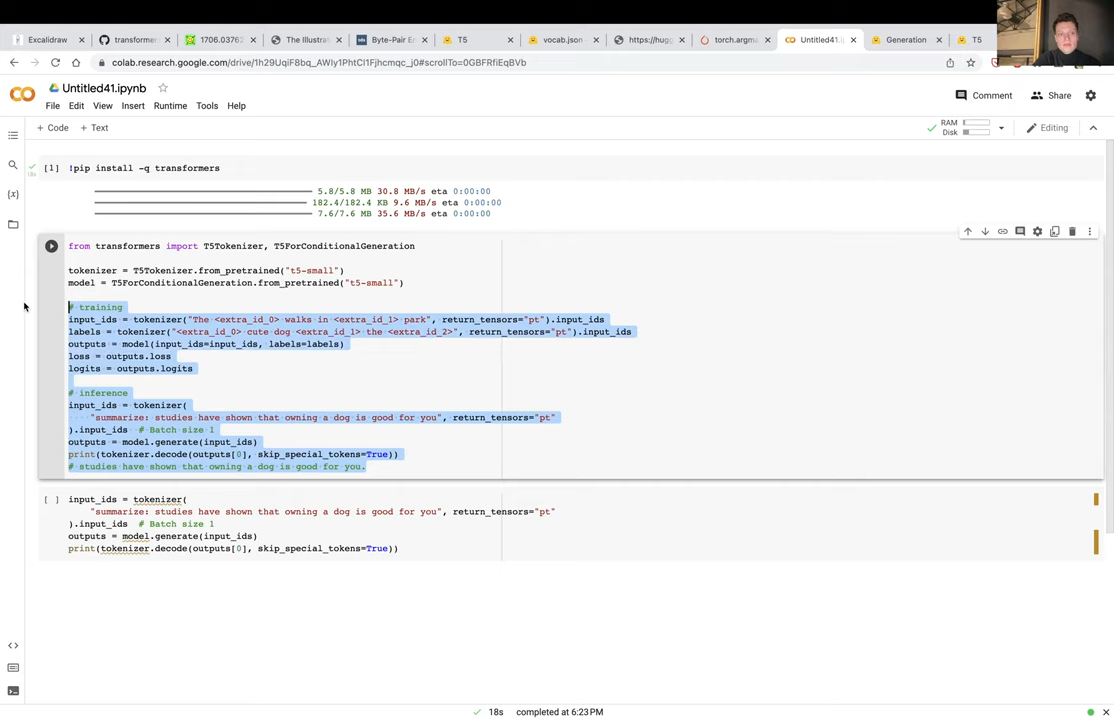 Excalidraw
transformer
1706.03762
The Illustra
Byte-Pair E
T5
vocab.json
https://hugg
torch.argma
Untitled41.i
Generation
T5
colab.research.google.com/drive/1h29UqiF8bq_AWIy1PhtCl1Fjhcmqc_j0#scrollTo=0GBFRfiEqBVi
Untitled41.ipynb
Comment
Share
File Edit View Insert Runtime Tools Help
+ Code + Text
RAM
Disk
Editing
18s
[1] !pip install -q transformers
5.8/5.8 MB 30.8 MB/s eta 0:00:00
182.4/182.4 KB 9.6 MB/s eta 0:00:00
7.6/7.6 MB 35.6 MB/s eta 0:00:00
from transformers import T5Tokenizer, T5ForConditionalGeneration
tokenizer = T5Tokenizer.from_pretrained("t5-small")
model = T5ForConditionalGeneration.from_pretrained("t5-small")
# training
input_ids = tokenizer("The <extra_id_0> walks in <extra_id_1> park", return_tensors="pt").input_ids
labels = tokenizer("<extra_id_0> cute dog <extra_id_1> the <extra_id_2>", return_tensors="pt").input_ids
outputs = model(input_ids=input_ids, labels=labels)
loss = outputs.loss
logits = outputs.logits
# inference
input_ids = tokenizer(
"summarize: studies have shown that owning a dog is good for you", return_tensors="pt"
).input_ids # Batch size 1
outputs = model.generate(input_ids)
print(tokenizer.decode(outputs[0], skip_special_tokens=True))
# studies have shown that owning a dog is good for you.
[ ] input_ids = tokenizer(
"summarize: studies have shown that owning a dog is good for you", return_tensors="pt"
).input_ids # Batch size 1
outputs = model.generate(input_ids)
print(tokenizer.decode(outputs[0], skip_special_tokens=True))
18s completed at 6:23 PM